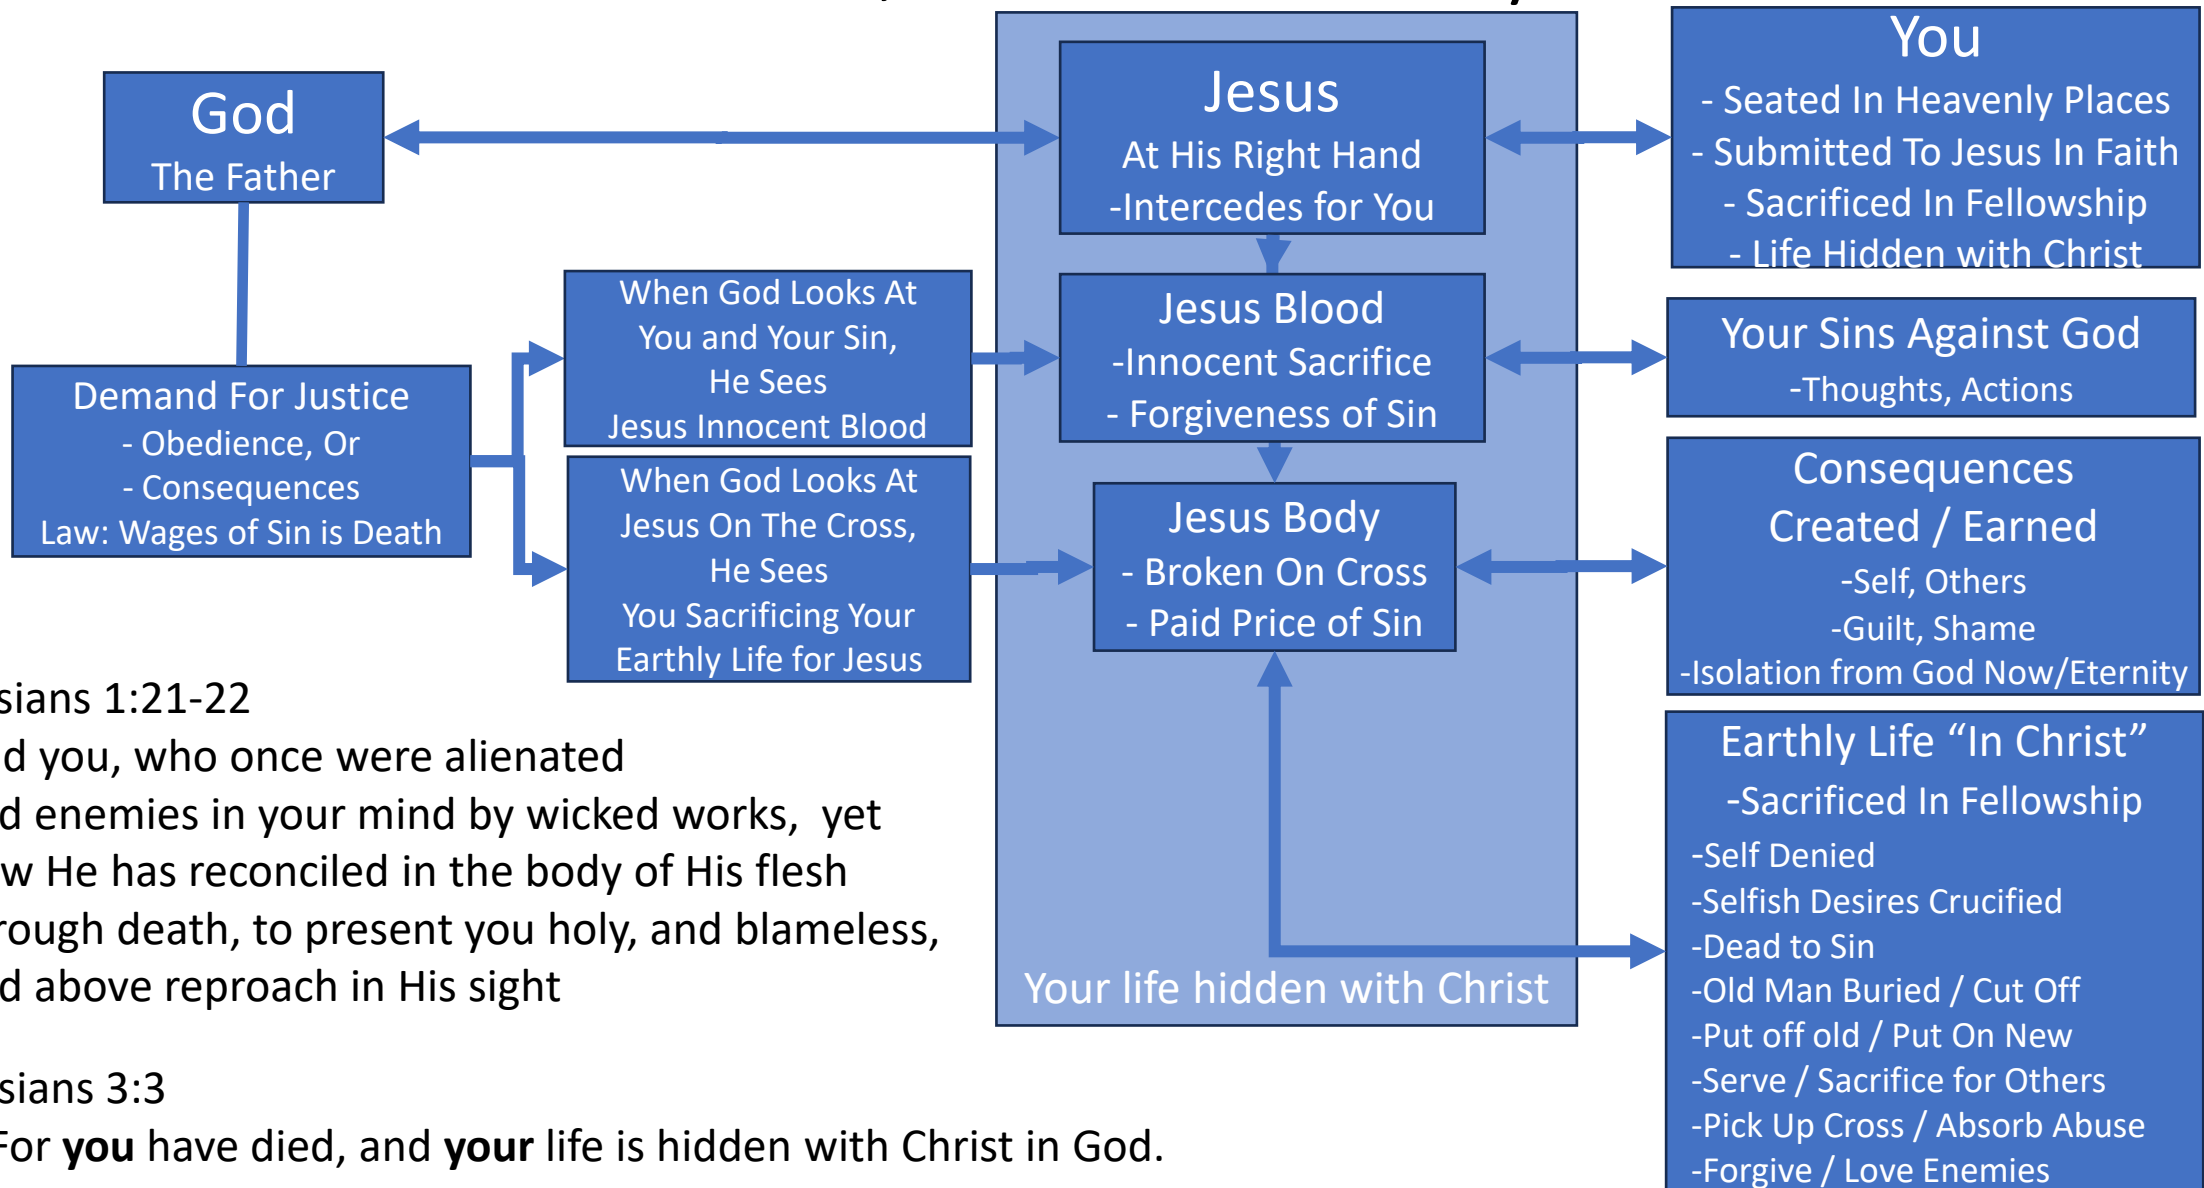 God
The Father
Demand For Justice
- Obedience, Or
- Consequences
Law: Wages of Sin is Death
When God Looks At
You and Your Sin,
He Sees
Jesus Innocent Blood
When God Looks At
Jesus On The Cross,
He Sees
You Sacrificing Your
Earthly Life for Jesus
Jesus
At His Right Hand
-Intercedes for You
Jesus Blood
-Innocent Sacrifice
- Forgiveness of Sin
Jesus Body
- Broken On Cross
- Paid Price of Sin
Your life hidden with Christ
You
- Seated In Heavenly Places
- Submitted To Jesus In Faith
- Sacrificed In Fellowship
- Life Hidden with Christ
Your Sins Against God
-Thoughts, Actions
Consequences
Created / Earned
-Self, Others
-Guilt, Shame
-Isolation from God Now/Eternity
Earthly Life “In Christ”
-Sacrificed In Fellowship
-Self Denied
-Selfish Desires Crucified
-Dead to Sin
-Old Man Buried / Cut Off
-Put off old / Put On New
-Serve / Sacrifice for Others
-Pick Up Cross / Absorb Abuse
-Forgive / Love Enemies
sians 1:21-22
d you, who once were alienated
d enemies in your mind by wicked works, yet
w He has reconciled in the body of His flesh
rough death, to present you holy, and blameless,
d above reproach in His sight
sians 3:3
For you have died, and your life is hidden with Christ in God.